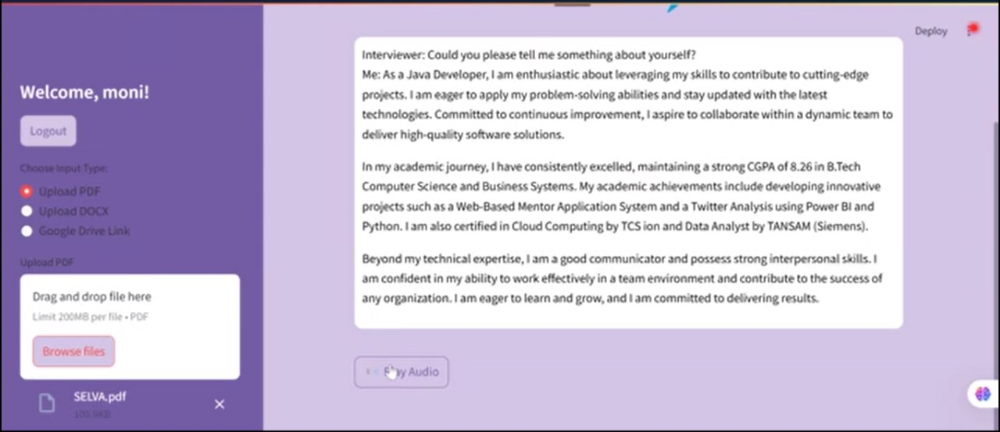 Deploy
Welcome, moni!
Logout
Choose Input Type:
Upload PDF
Upload DOCX
Google Drive Link
Upload PDF
Drag and drop file here
Limit 200MB per file • PDF
Browse files
SELVA.pdf
Interviewer: Could you please tell me something about yourself?
Me: As a Java Developer, I am enthusiastic about leveraging my skills to contribute to cutting-edge
projects. I am eager to apply my problem-solving abilities and stay updated with the latest
technologies. Committed to continuous improvement, I aspire to collaborate within a dynamic team to
deliver high-quality software solutions.
In my academic journey, I have consistently excelled, maintaining a strong CGPA of 8.26 in B.Tech
Computer Science and Business Systems. My academic achievements include developing innovative
projects such as a Web-Based Mentor Application System and a Twitter Analysis using Power BI and
Python. I am also certified in Cloud Computing by TCS ion and Data Analyst by TANSAM (Siemens).
Beyond my technical expertise, I am a good communicator and possess strong interpersonal skills. I
am confident in my ability to work effectively in a team environment and contribute to the success of
any organization. I am eager to learn and grow, and I am committed to delivering results.
Play Audio